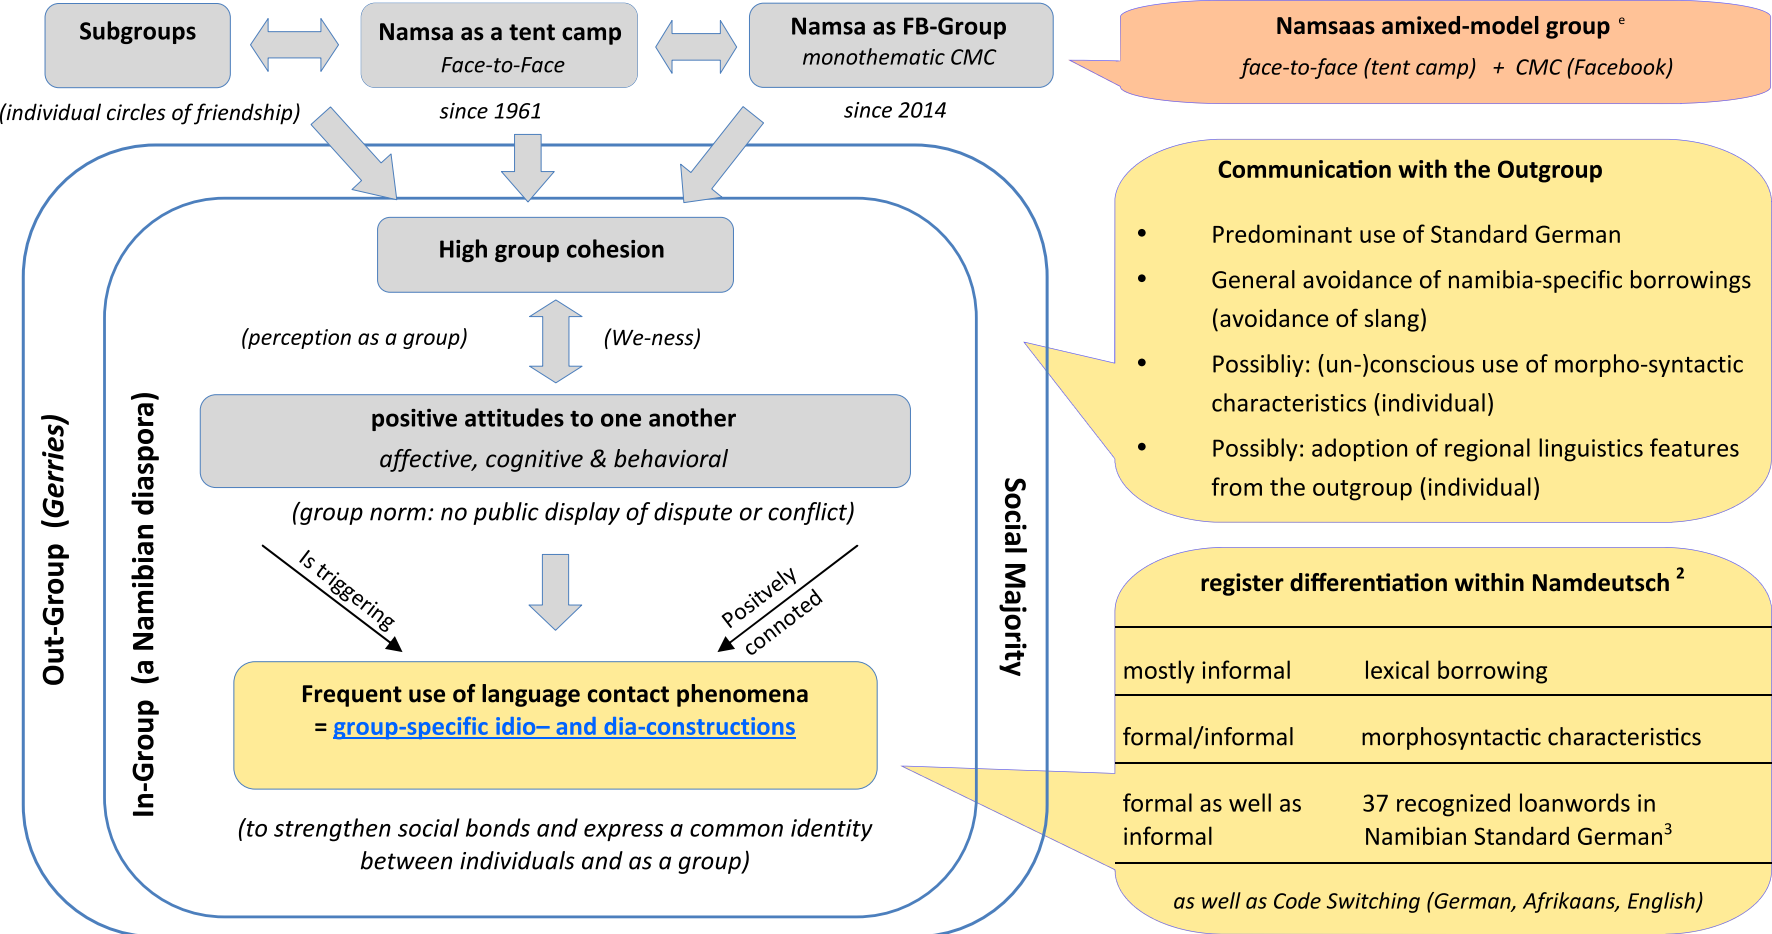 Subgroups
(individual circles of friendship)
Namsa as a tent camp
Face-to-Face
since 1961
Namsa as FB-Group
monothematic CMC
since 2014
Namsaas amixed-model group e
face-to-face (tent camp) + CMC (Facebook)
Out-Group (Gerries)
In-Group (a Namibian diaspora)
Social Majority
High group cohesion
(perception as a group)
(We-ness)
positive attitudes to one another
affective, cognitive & behavioral
(group norm: no public display of dispute or conflict)
Is triggering
Positvely
connoted
Frequent use of language contact phenomena
= group-specific idio– and dia-constructions
(to strengthen social bonds and express a common identity
between individuals and as a group)
Communication with the Outgroup
• Predominant use of Standard German
• General avoidance of namibia-specific borrowings
(avoidance of slang)
• Possibliy: (un-)conscious use of morpho-syntactic
characteristics (individual)
• Possibly: adoption of regional linguistics features
from the outgroup (individual)
register differentiation within Namdeutsch 2
mostly informal lexical borrowing
formal/informal morphosyntactic characteristics
formal as well as 37 recognized loanwords in
informal Namibian Standard German3
as well as Code Switching (German, Afrikaans, English)